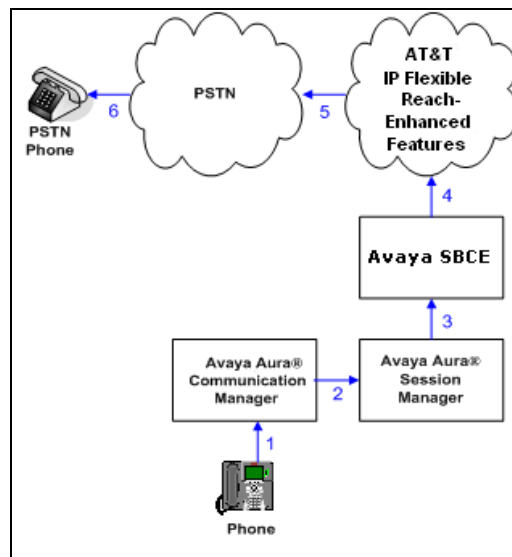 AT&T
IP Flexible
Reach-
Enhanced
Features
PSTN
5
6
PSTN
Phone
4
Avaya SBCE
3
Avaya Aura®
Communication
Manager
2
Avaya Aura®
Session
Manager
1
Phone